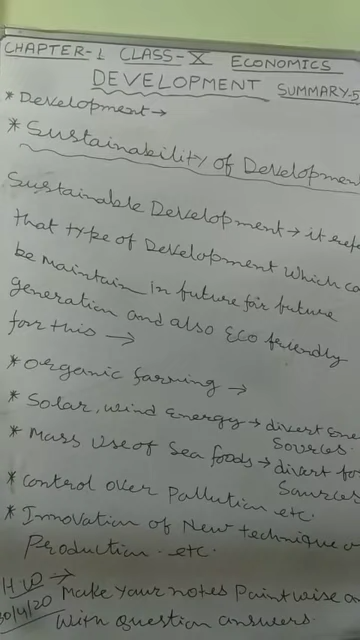 CHAPTER-1 CLASS-X ECONOMICS
DEVELOPMENT SUMMARY-5
* Development →
* Sustainability of Development
Sustainable Development → it refe
that type of Development which ca
be maintain in future for future
generation and also Eco friendly
for this →
* Organic farming →
* Solar, wind Energy → divert Ene
Sources.
* Mass use of Sea foods → divert fo
Sources
* Control over Pollution etc.
* Innovation of New technique o
Production. etc.
H W → Make your notes Pointwise an
30/4/20 with question answers.